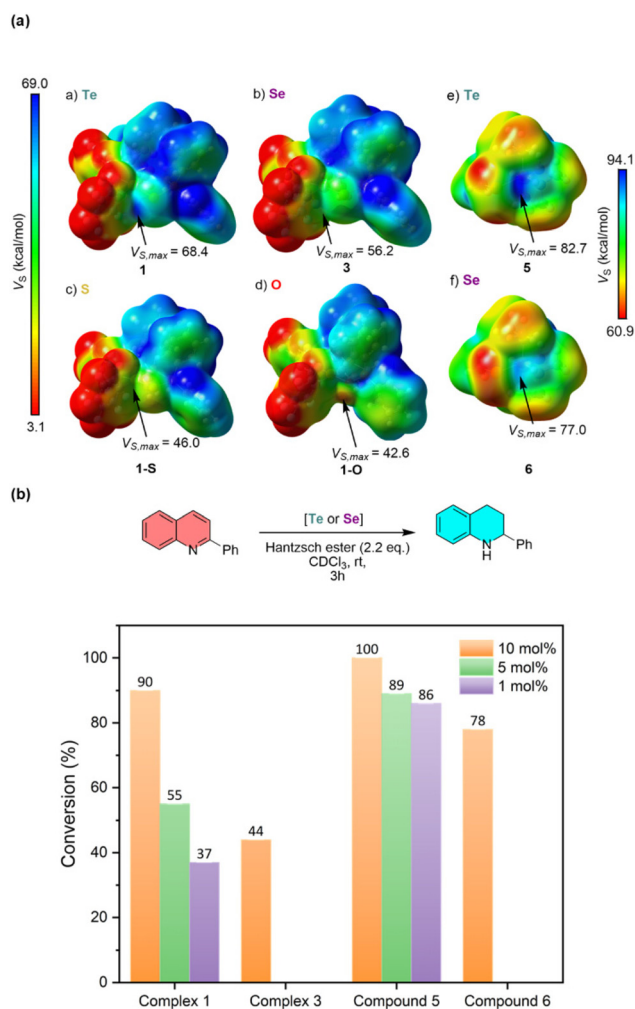 (a)
69.0
3.1
V_S (kcal/mol)
a) Te
V_S,max = 68.4
1
b) Se
V_S,max = 56.2
3
e) Te
V_S,max = 82.7
5
c) S
V_S,max = 46.0
1-S
d) O
V_S,max = 42.6
1-O
f) Se
V_S,max = 77.0
6
94.1
60.9
V_S (kcal/mol)
(b)
N
Ph
[Te or Se]
Hantzsch ester (2.2 eq.)
CDCl3, rt,
3h
N
H
Ph
Conversion (%)
100
80
60
40
20
0
90
55
37
44
100
89
86
78
10 mol%
5 mol%
1 mol%
Complex 1
Complex 3
Compound 5
Compound 6